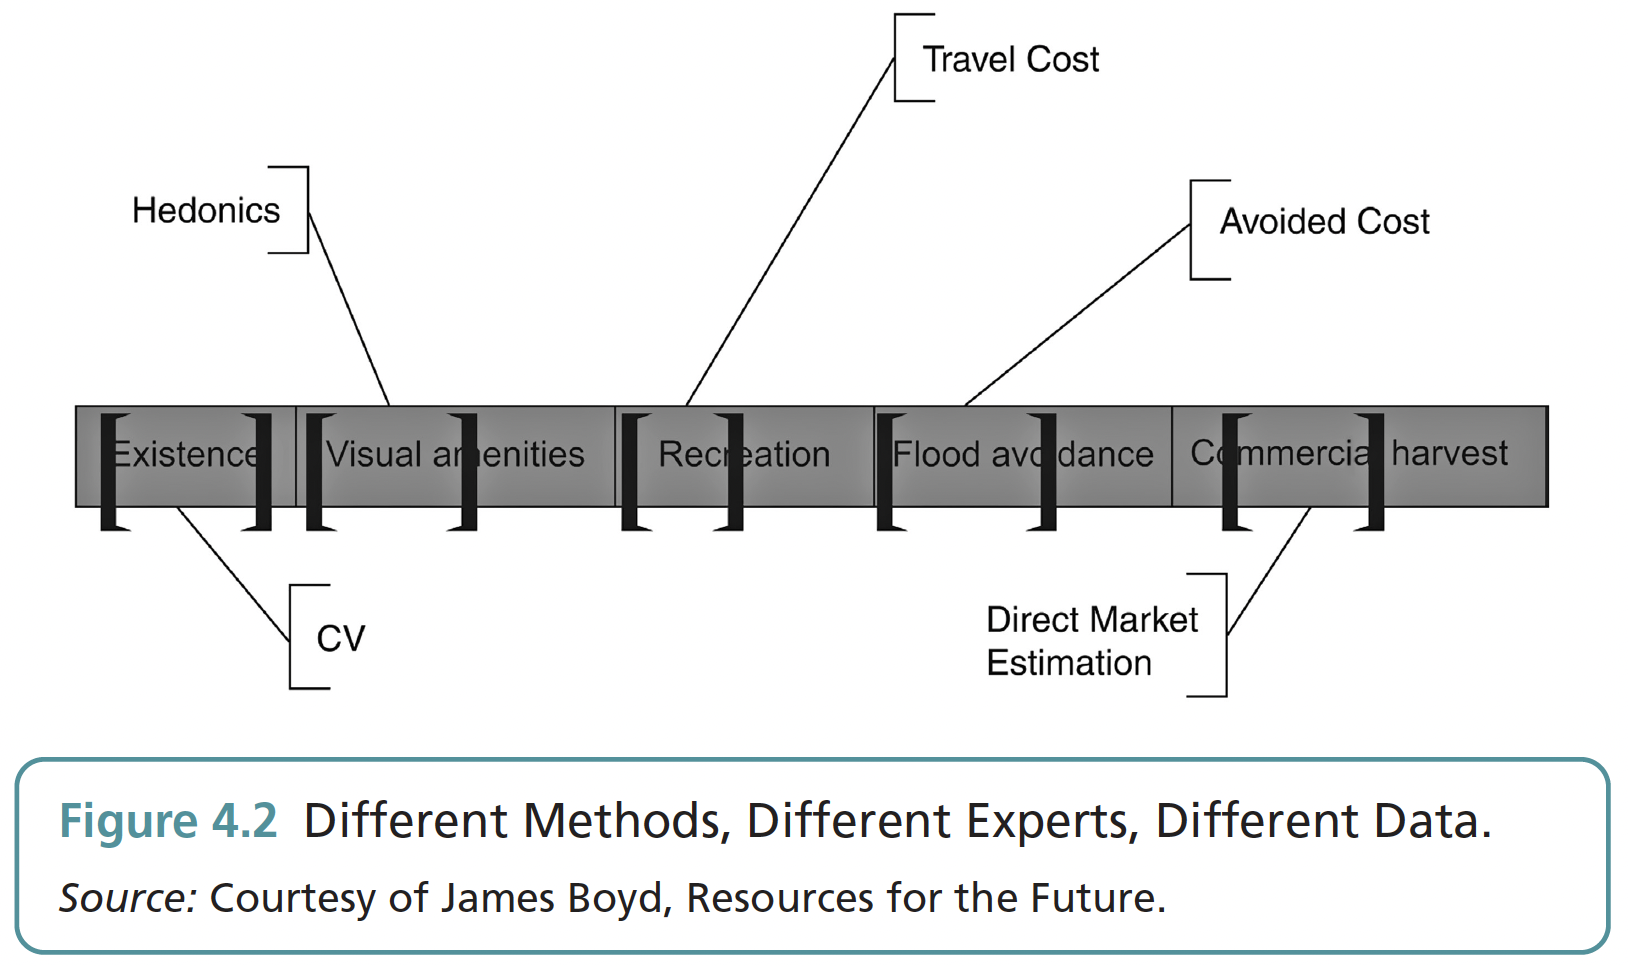 Travel Cost
Hedonics
Avoided Cost
Existence
Visual amenities
Recreation
Flood avoidance
Commercial harvest
CV
Direct Market
Estimation
Figure 4.2 Different Methods, Different Experts, Different Data.
Source: Courtesy of James Boyd, Resources for the Future.